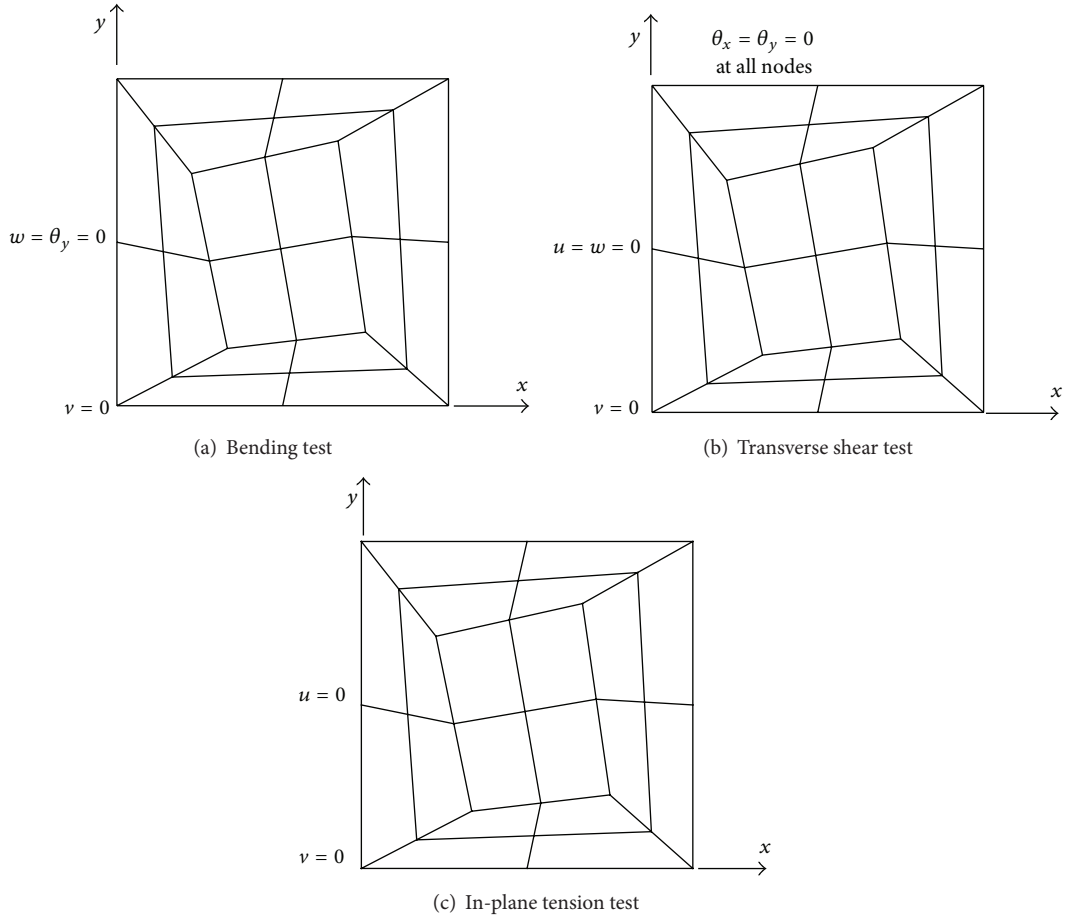 y
w = θ_y = 0
v = 0
x
(a) Bending test
y
θ_x = θ_y = 0
at all nodes
u = w = 0
v = 0
x
(b) Transverse shear test
y
u = 0
v = 0
x
(c) In-plane tension test